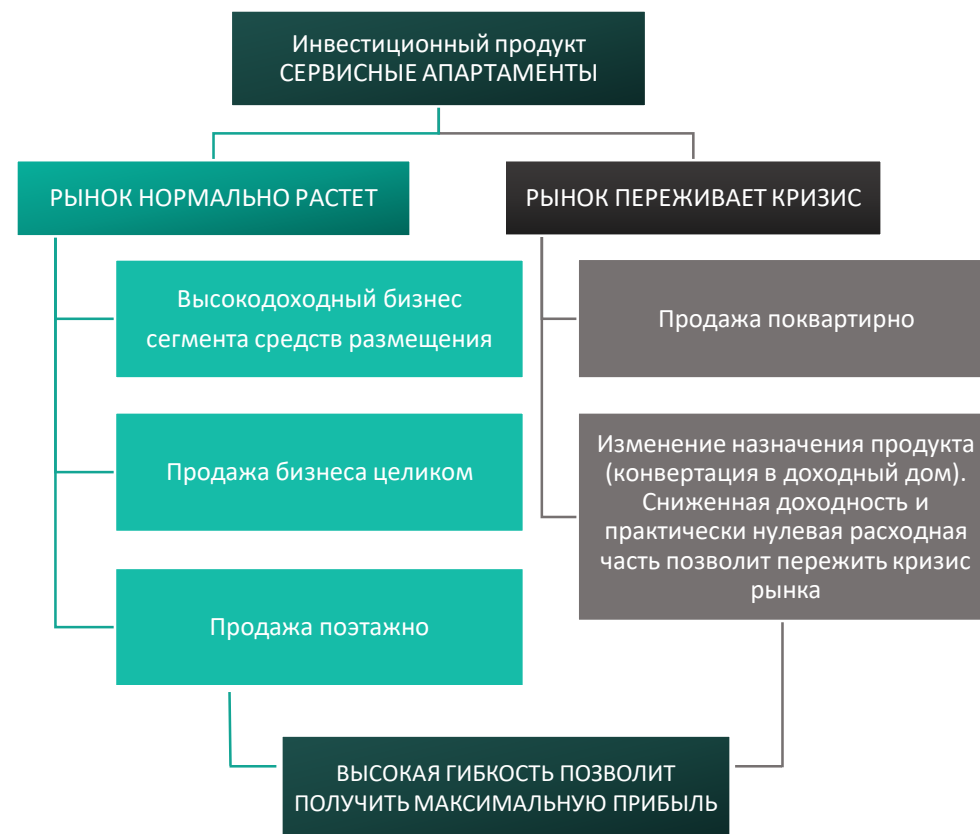 Инвестиционный продукт
СЕРВИСНЫЕ АПАРТАМЕНТЫ
РЫНОК НОРМАЛЬНО РАСТЕТ
Высокодоходный бизнес
сегмента средств размещения
Продажа бизнеса целиком
Продажа поэтажно
РЫНОК ПЕРЕЖИВАЕТ КРИЗИС
Продажа поквартирно
Изменение назначения продукта
(конвертация в доходный дом).
Сниженная доходность и
практически нулевая расходная
часть позволит пережить кризис
рынка
ВЫСОКАЯ ГИБКОСТЬ ПОЗВОЛИТ
ПОЛУЧИТЬ МАКСИМАЛЬНУЮ ПРИБЫЛЬ